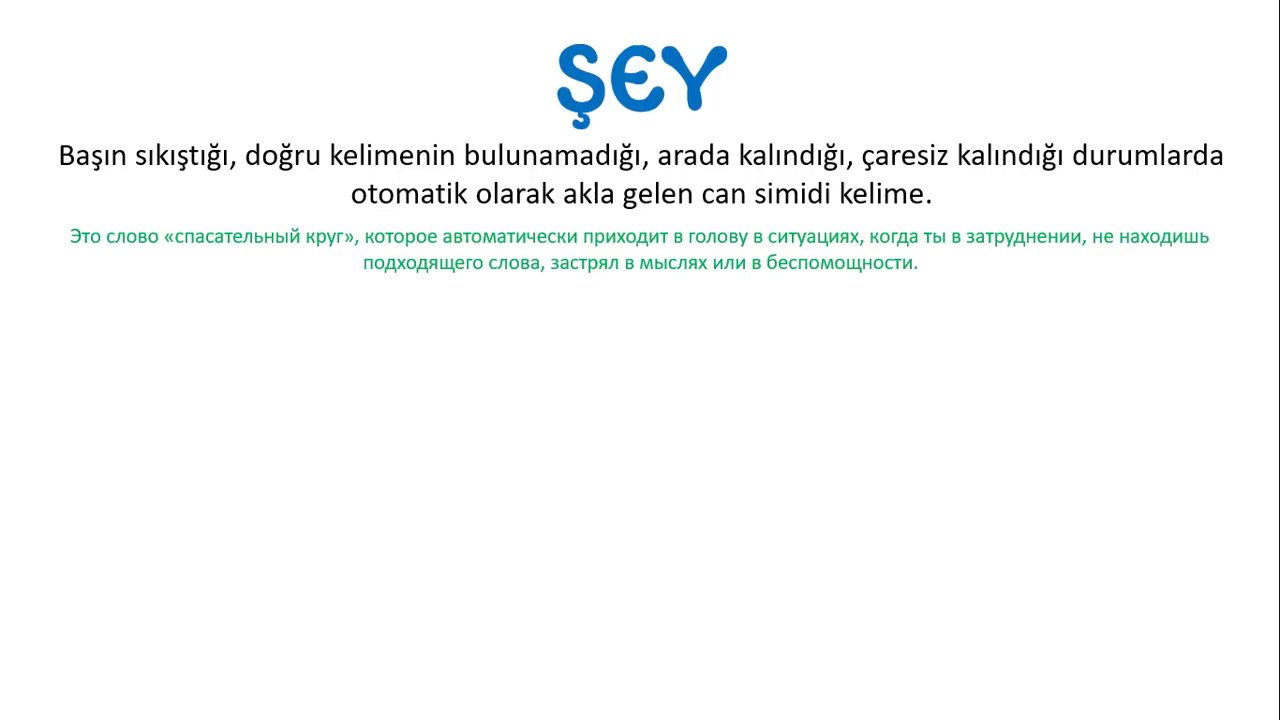 ŞEY
Başın sıkıştığı, doğru kelimenin bulunamadığı, arada kalındığı, çaresiz kalındığı durumlarda
otomatik olarak akla gelen can simidi kelime.
Это слово «спасательный круг», которое автоматически приходит в голову в ситуациях, когда ты в затруднении, не находишь
подходящего слова, застрял в мыслях или в беспомощности.